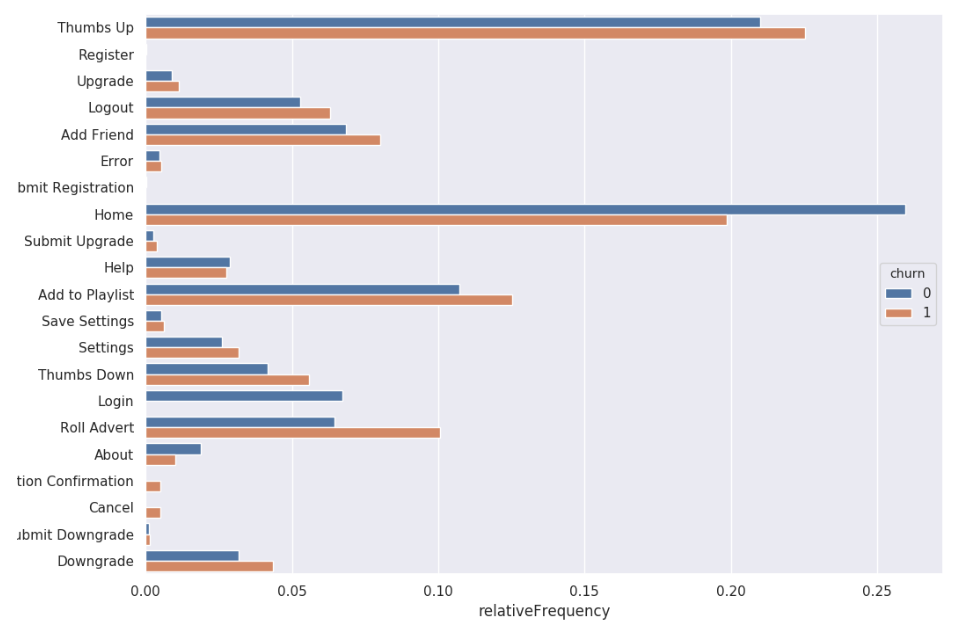 Thumbs Up
Register
Upgrade
Logout
Add Friend
Error
bmit Registration
Home
Submit Upgrade
Help
Add to Playlist
Save Settings
Settings
Thumbs Down
Login
Roll Advert
About
tion Confirmation
Cancel
ubmit Downgrade
Downgrade
churn
0
1
0.00 0.05 0.10 0.15 0.20 0.25
relativeFrequency